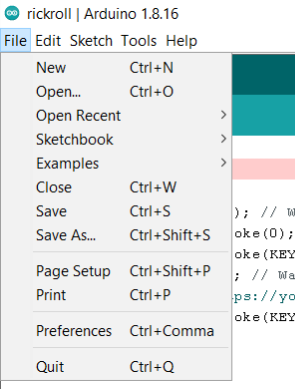 rickroll | Arduino 1.8.16
File Edit Sketch Tools Help
New Ctrl+N
Open... Ctrl+O
Open Recent
Sketchbook
Examples
Close Ctrl+W
Save Ctrl+S
Save As... Ctrl+Shift+S
Page Setup Ctrl+Shift+P
Print Ctrl+P
Preferences Ctrl+Comma
Quit Ctrl+Q
); // W
oke(0);
oke(KEY
; // Wa
ps://yo
oke(KEY